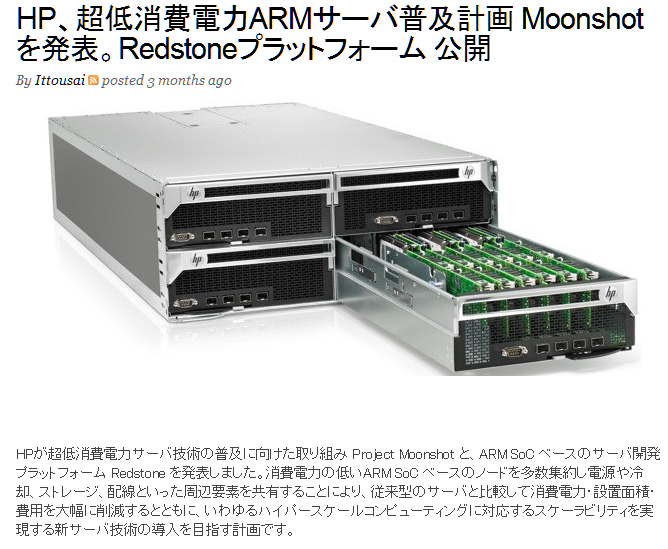 HP、超低消費電力ARMサーバ普及計画 Moonshot
を発表。Redstoneプラットフォーム 公開
By Ittousai posted 3 months ago
hp
hp
hp
hp
HPが超低消費電力サーバ技術の普及に向けた取り組み Project Moonshot と、ARM SoC ベースのサーバ開発
プラットフォーム Redstone を発表しました。消費電力の低いARM SoC ベースのノードを多数集約し電源や冷
却、ストレージ、配線といった周辺要素を共有することにより、従来型のサーバと比較して消費電力・設置面積・
費用を大幅に削減するとともに、いわゆるハイパースケールコンピューティングに対応するスケーラビリティを実
現する新サーバ技術の導入を目指す計画です。